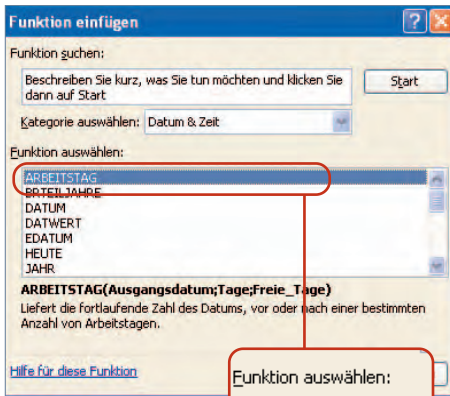 Funktion einfügen
Funktion suchen:
Beschreiben Sie kurz, was Sie tun möchten und klicken Sie
dann auf Start
Start
Kategorie auswählen: Datum & Zeit
Funktion auswählen:
ARBEITSTAG
BRTEILJAHRE
DATUM
DATWERT
EDATUM
HEUTE
JAHR
ARBEITSTAG(Ausgangsdatum;Tage;Freie_Tage)
Liefert die fortlaufende Zahl des Datums, vor oder nach einer bestimmten
Anzahl von Arbeitstagen.
Hilfe für diese Funktion
Funktion auswählen: